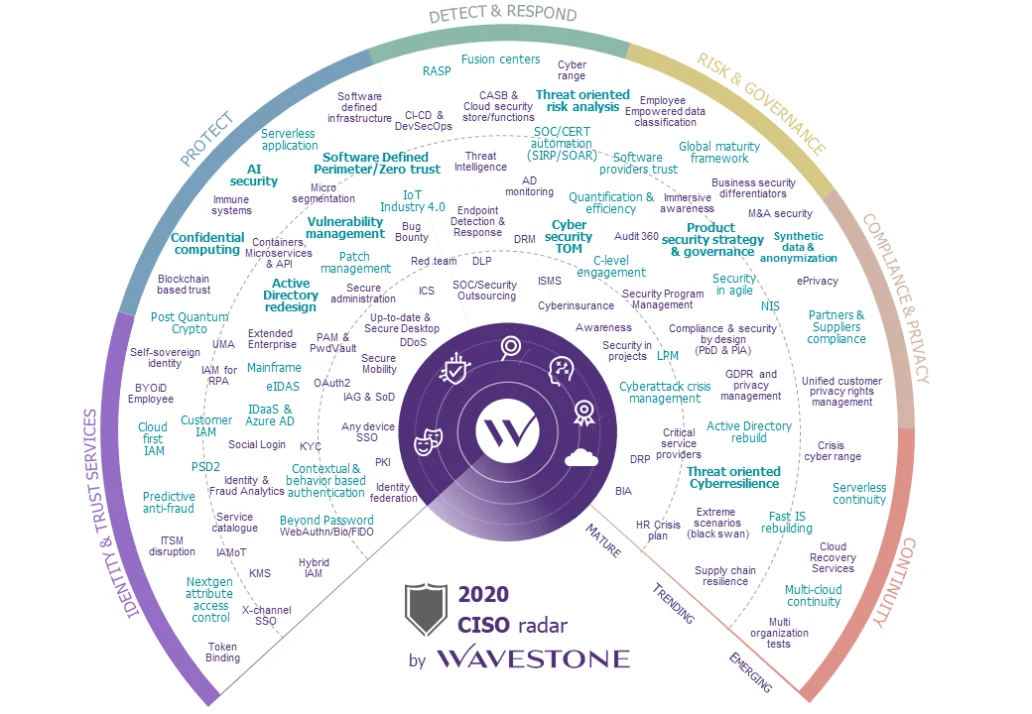 DETECT & RESPOND
RISK & GOVERNANCE
COMPLIANCE & PRIVACY
CONTINUITY
PROTECT
IDENTITY & TRUST SERVICES
Fusion centers
RASP
Cyber
range
Software
defined
infrastructure
CI-CD &
DevSecOps
CASB &
Cloud security
store/functions
Threat oriented
risk analysis
Employee
Empowered data
classification
Serverless
application
SOC/CERT
automation
(SIRP/SOAR)
Global maturity
framework
Software
providers trust
AI
security
Software Defined
Perimeter/Zero trust
Threat
Intelligence
AD
monitoring
Business security
differentiators
Immune
systems
Micro
segmentation
IoT
Industry 4.0
Quantification &
efficiency
Immersive
awareness
M&A security
Vulnerability
management
Bug
Bounty
Endpoint
Detection &
Response
DRM
Cyber
security
TOM
Audit 360
Product
security strategy
& governance
Synthetic
data &
anonymization
Confidential
computing
Containers,
Microservices
& API
Patch
management
Red team
DLP
C-level
engagement
Blockchain
based trust
Active
Directory
redesign
Secure
administration
ICS
SOC/Security
Outsourcing
ISMS
Cyberinsurance
Security Program
Management
Security
in agile
ePrivacy
NIS
Post Quantum
Crypto
UMA
Extended
Enterprise
PAM &
PwdVault
Up-to-date &
Secure Desktop
DDoS
Awareness
Compliance & security
by design
(PbD & PIA)
Partners &
Suppliers
compliance
Self-sovereign
identity
IAM for
RPA
Mainframe
Secure
Mobility
Security in
projects
LPM
BYOiD
Employee
eIDAS
OAuth2
IAG & SoD
Cyberattack crisis
management
GDPR and
privacy
management
Unified customer
privacy rights
management
Cloud
first
IAM
Customer
IAM
IDaaS &
Azure AD
Social Login
KYC
Any device
SSO
Critical
service
providers
Active Directory
rebuild
Crisis
cyber range
PSD2
PKI
DRP
Identity &
Fraud Analytics
Contextual &
behavior based
authentication
Identity
federation
BIA
Threat oriented
Cyberresilience
Serverless
continuity
Predictive
anti-fraud
Service
catalogue
Beyond Password
WebAuthn/Bio/FIDO
HR Crisis
plan
Extreme
scenarios
(black swan)
Fast IS
rebuilding
ITSM
disruption
IAMoT
KMS
Hybrid
IAM
Supply chain
resilience
Cloud
Recovery
Services
Nextgen
attribute
access
control
X-channel
SSO
Multi-cloud
continuity
Token
Binding
Multi
organization
tests
MATURE
TRENDING
EMERGING
W
2020
CISO radar
by WAVESTONE